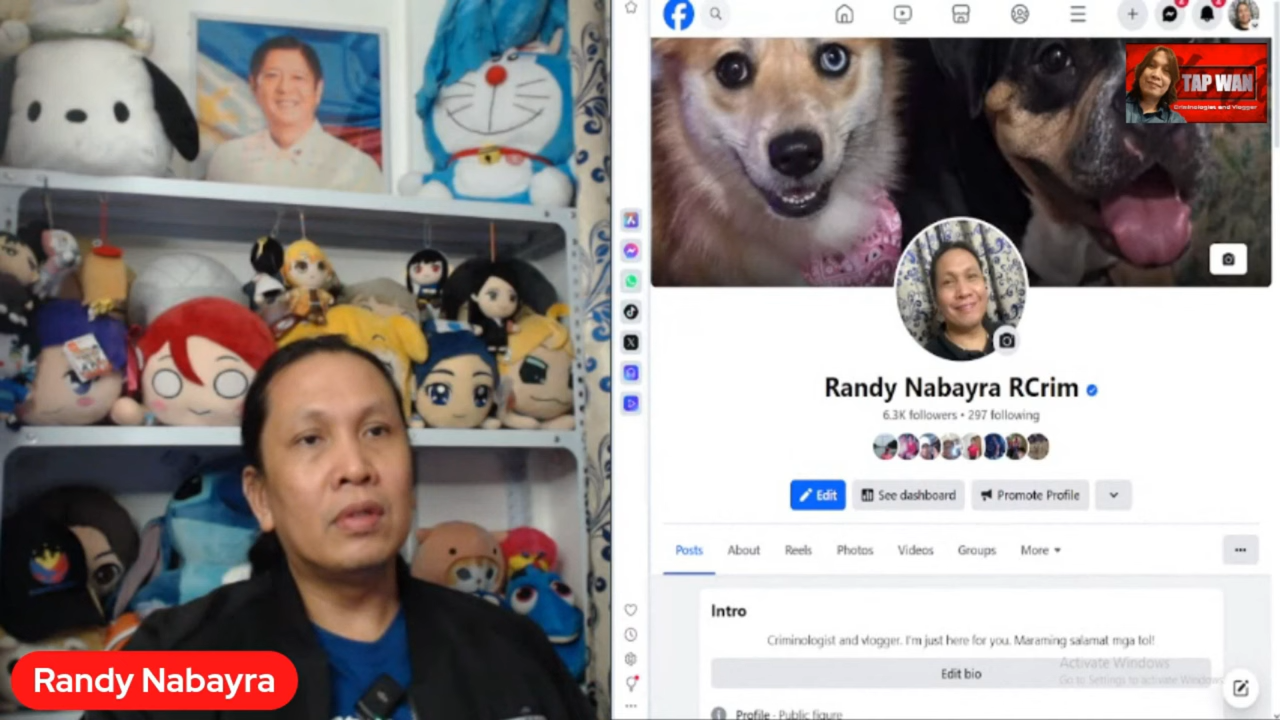 TAP WAN
Criminologies and Vlogger
Randy Nabayra RCrim
6.3K followers • 297 following
Edit
See dashboard
Promote Profile
Posts
About
Reels
Photos
Videos
Groups
More
Intro
Criminologist and vlogger. I'm just here for you. Maraming salamat mga tol!
Edit bio
Activate Windows
Go to Settings to activate Windows.
Profile · Public figure
Randy Nabayra